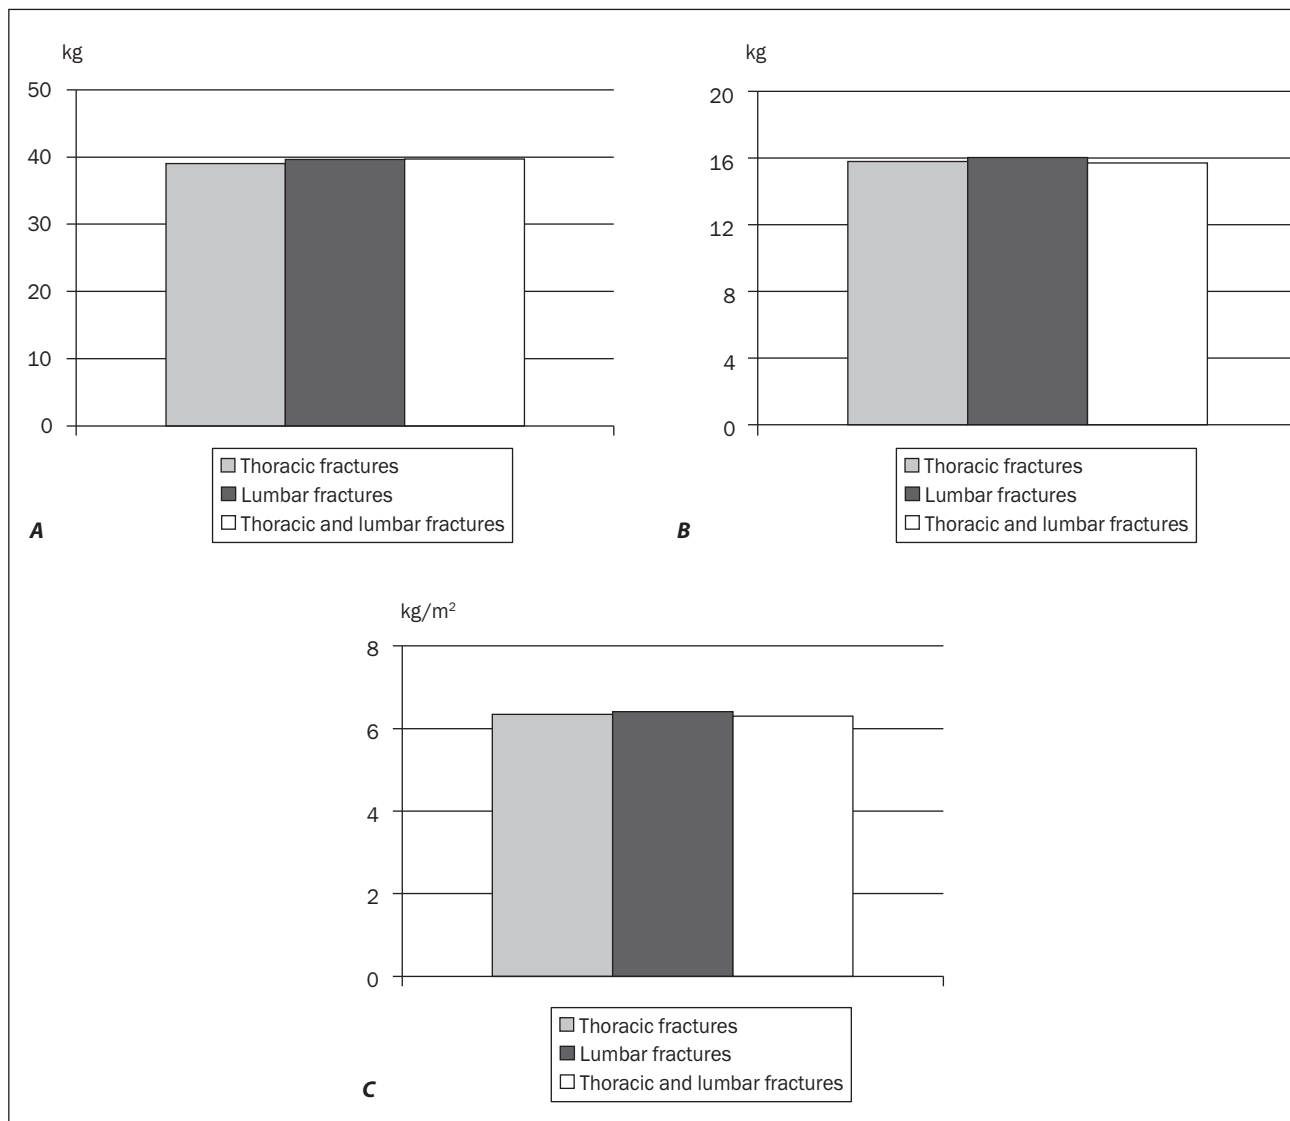 kg
50
40
30
20
10
0
Thoracic fractures
Lumbar fractures
Thoracic and lumbar fractures
A
kg
20
16
12
8
4
0
Thoracic fractures
Lumbar fractures
Thoracic and lumbar fractures
B
kg/m²
8
6
4
2
0
Thoracic fractures
Lumbar fractures
Thoracic and lumbar fractures
C